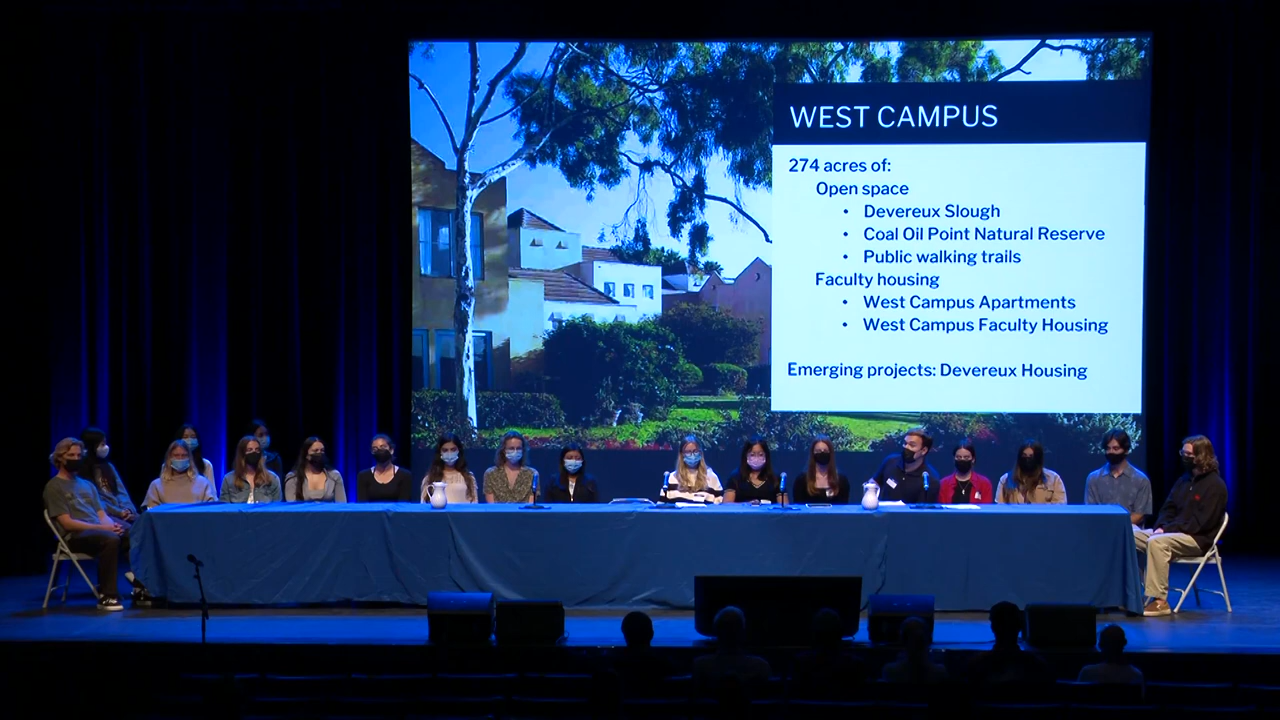 WEST CAMPUS
274 acres of:
Open space
• Devereux Slough
• Coal Oil Point Natural Reserve
• Public walking trails
Faculty housing
• West Campus Apartments
• West Campus Faculty Housing
Emerging projects: Devereux Housing